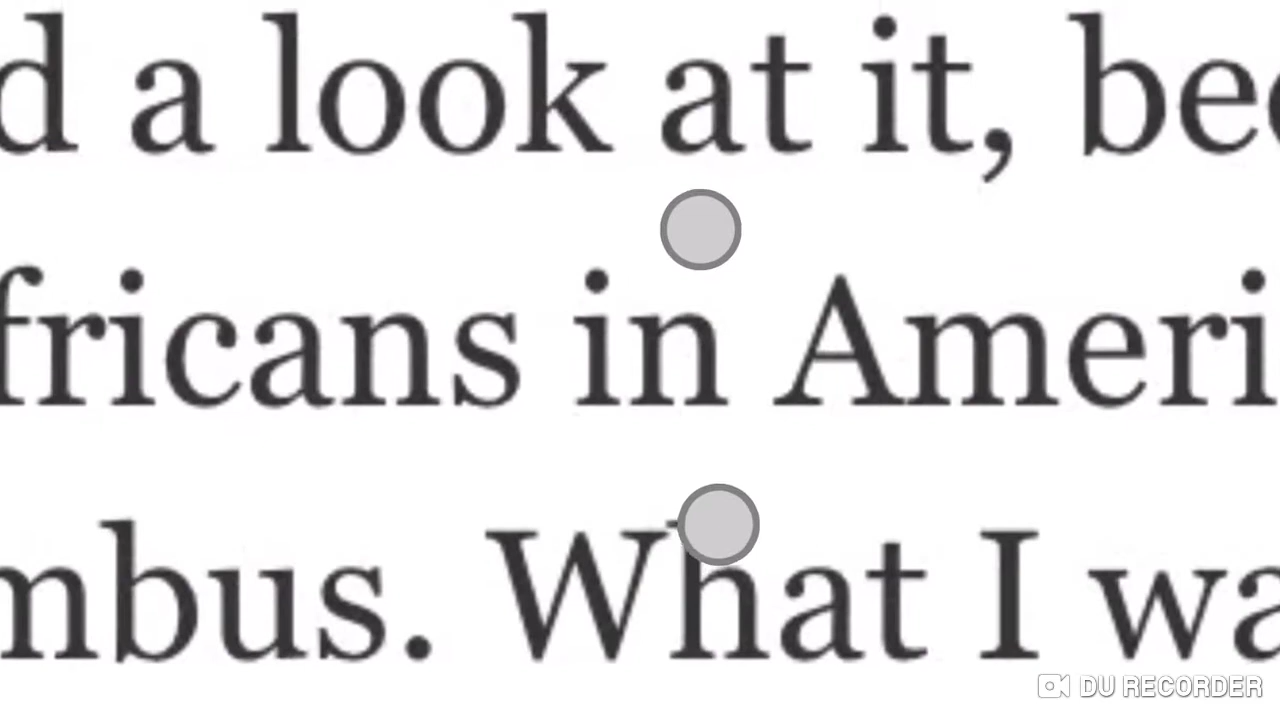 d a look at it, bec
fricans in Ameri
mbus. What I wa
DU RECORDER